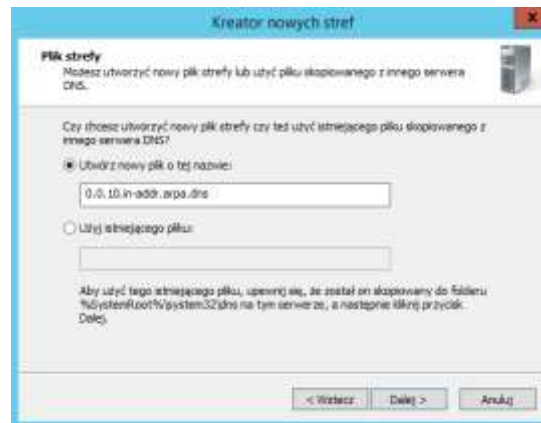 Kreator nowych stref
x
Plik strefy
Możesz utworzyć nowy plik strefy lub użyć pliku skopiowanego z innego serwera
DNS.
Czy chcesz utworzyć nowy plik strefy czy też użyć istniejącego pliku skopiowanego z
innego serwera DNS?
Utwórz nowy plik o tej nazwie:
0.0.10.in-addr.arpa.dns
Użyj istniejącego pliku:
Aby użyć tego istniejącego pliku, upewnij się, że został on skopiowany do folderu
%SystemRoot%\system32\dns na tym serwerze, a następnie kliknij przycisk
Dalej.
< Wstecz
Dalej >
Anuluj